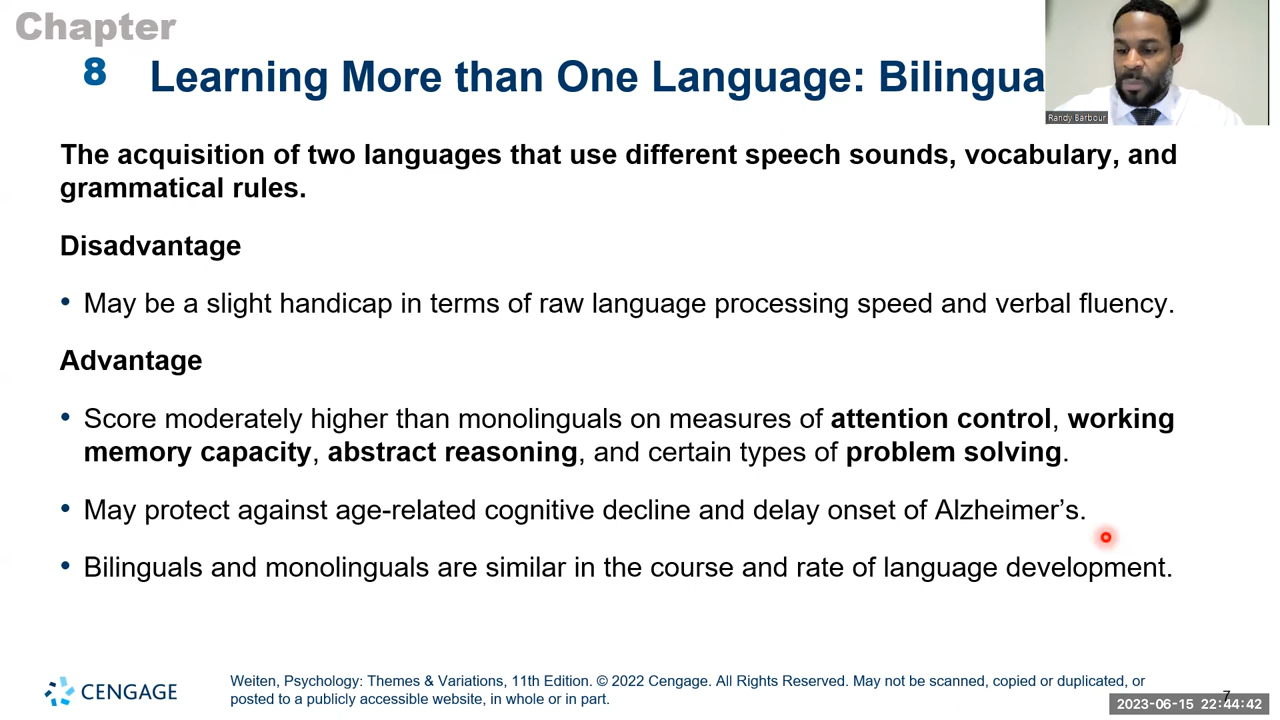 Chapter
8 Learning More than One Language: Bilingua
Randy Barbour
The acquisition of two languages that use different speech sounds, vocabulary, and
grammatical rules.
Disadvantage
• May be a slight handicap in terms of raw language processing speed and verbal fluency.
Advantage
• Score moderately higher than monolinguals on measures of attention control, working
memory capacity, abstract reasoning, and certain types of problem solving.
• May protect against age-related cognitive decline and delay onset of Alzheimer’s.
• Bilinguals and monolinguals are similar in the course and rate of language development.
CENGAGE
Weiten, Psychology: Themes & Variations, 11th Edition. © 2022 Cengage. All Rights Reserved. May not be scanned, copied or duplicated, or
posted to a publicly accessible website, in whole or in part.
7
2023-06-15 22:44:42